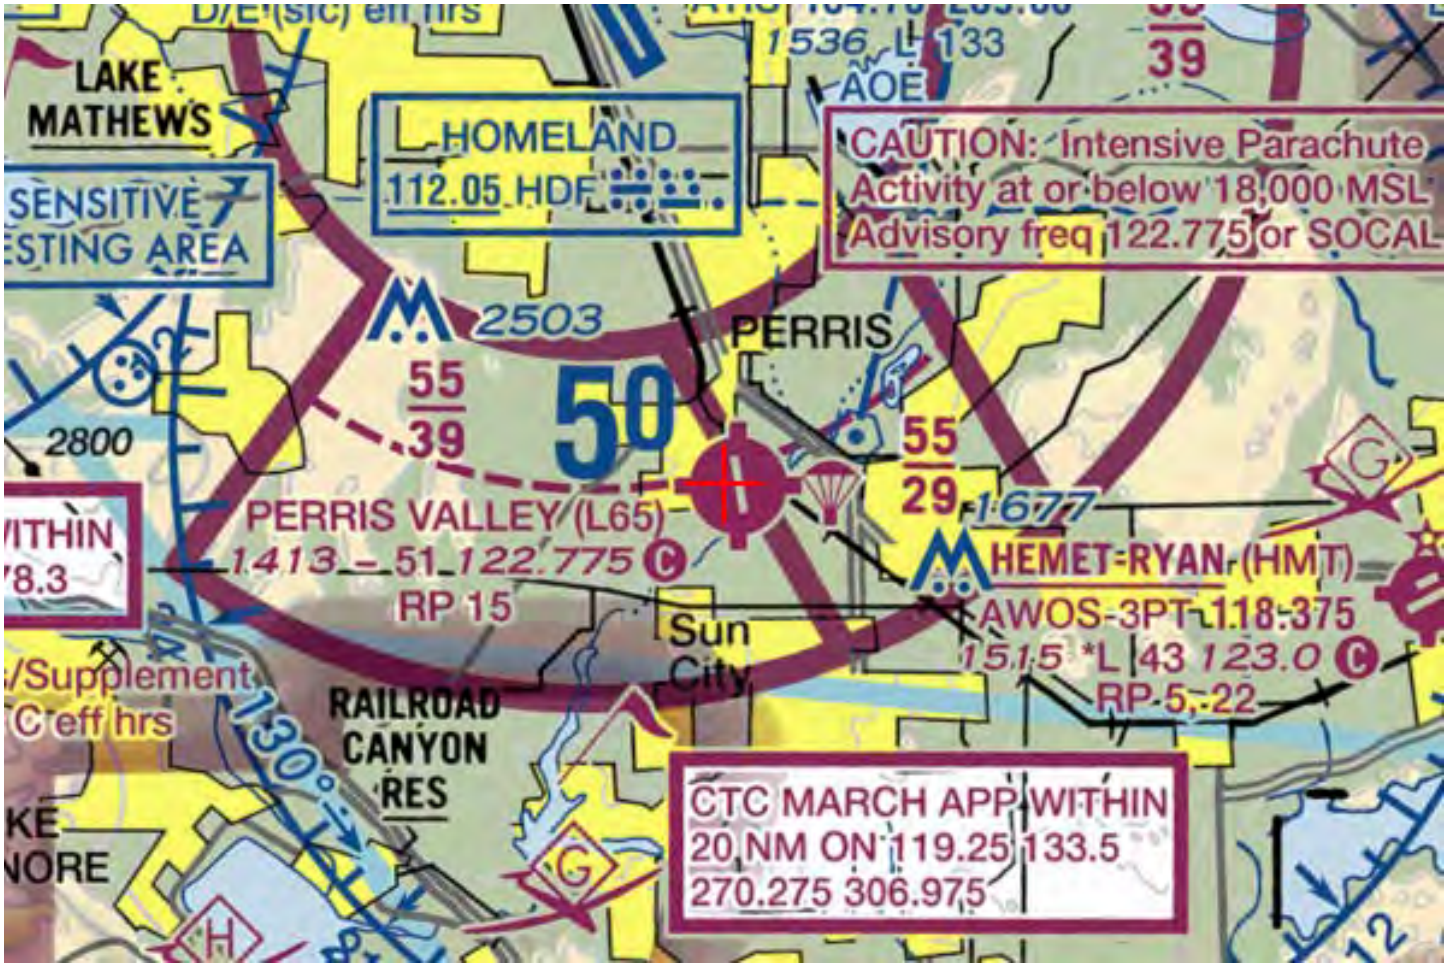 D/E (sfc) eff hrs
1536 L 133
39
AOE
LAKE
MATHEWS
HOMELAND
112.05 HDF
CAUTION: Intensive Parachute
Activity at or below 18,000 MSL
Advisory freq 122.775 or SOCAL
SENSITIVE
ESTING AREA
2503
PERRIS
55
39
50
2800
55
29
G
1677
PERRIS VALLEY (L65)
1413 - 51 122.775 C
RP 15
WITHIN
78.3
HEMET-RYAN (HMT)
AWOS-3PT 118.375
1515 *L 43 123.0 C
RP 5, 22
Sun
City
s/Supplement
C eff hrs
130°
RAILROAD
CANYON
RES
CTC MARCH APP WITHIN
20 NM ON 119.25 133.5
270.275 306.975
KE
NORE
G
H
21
12